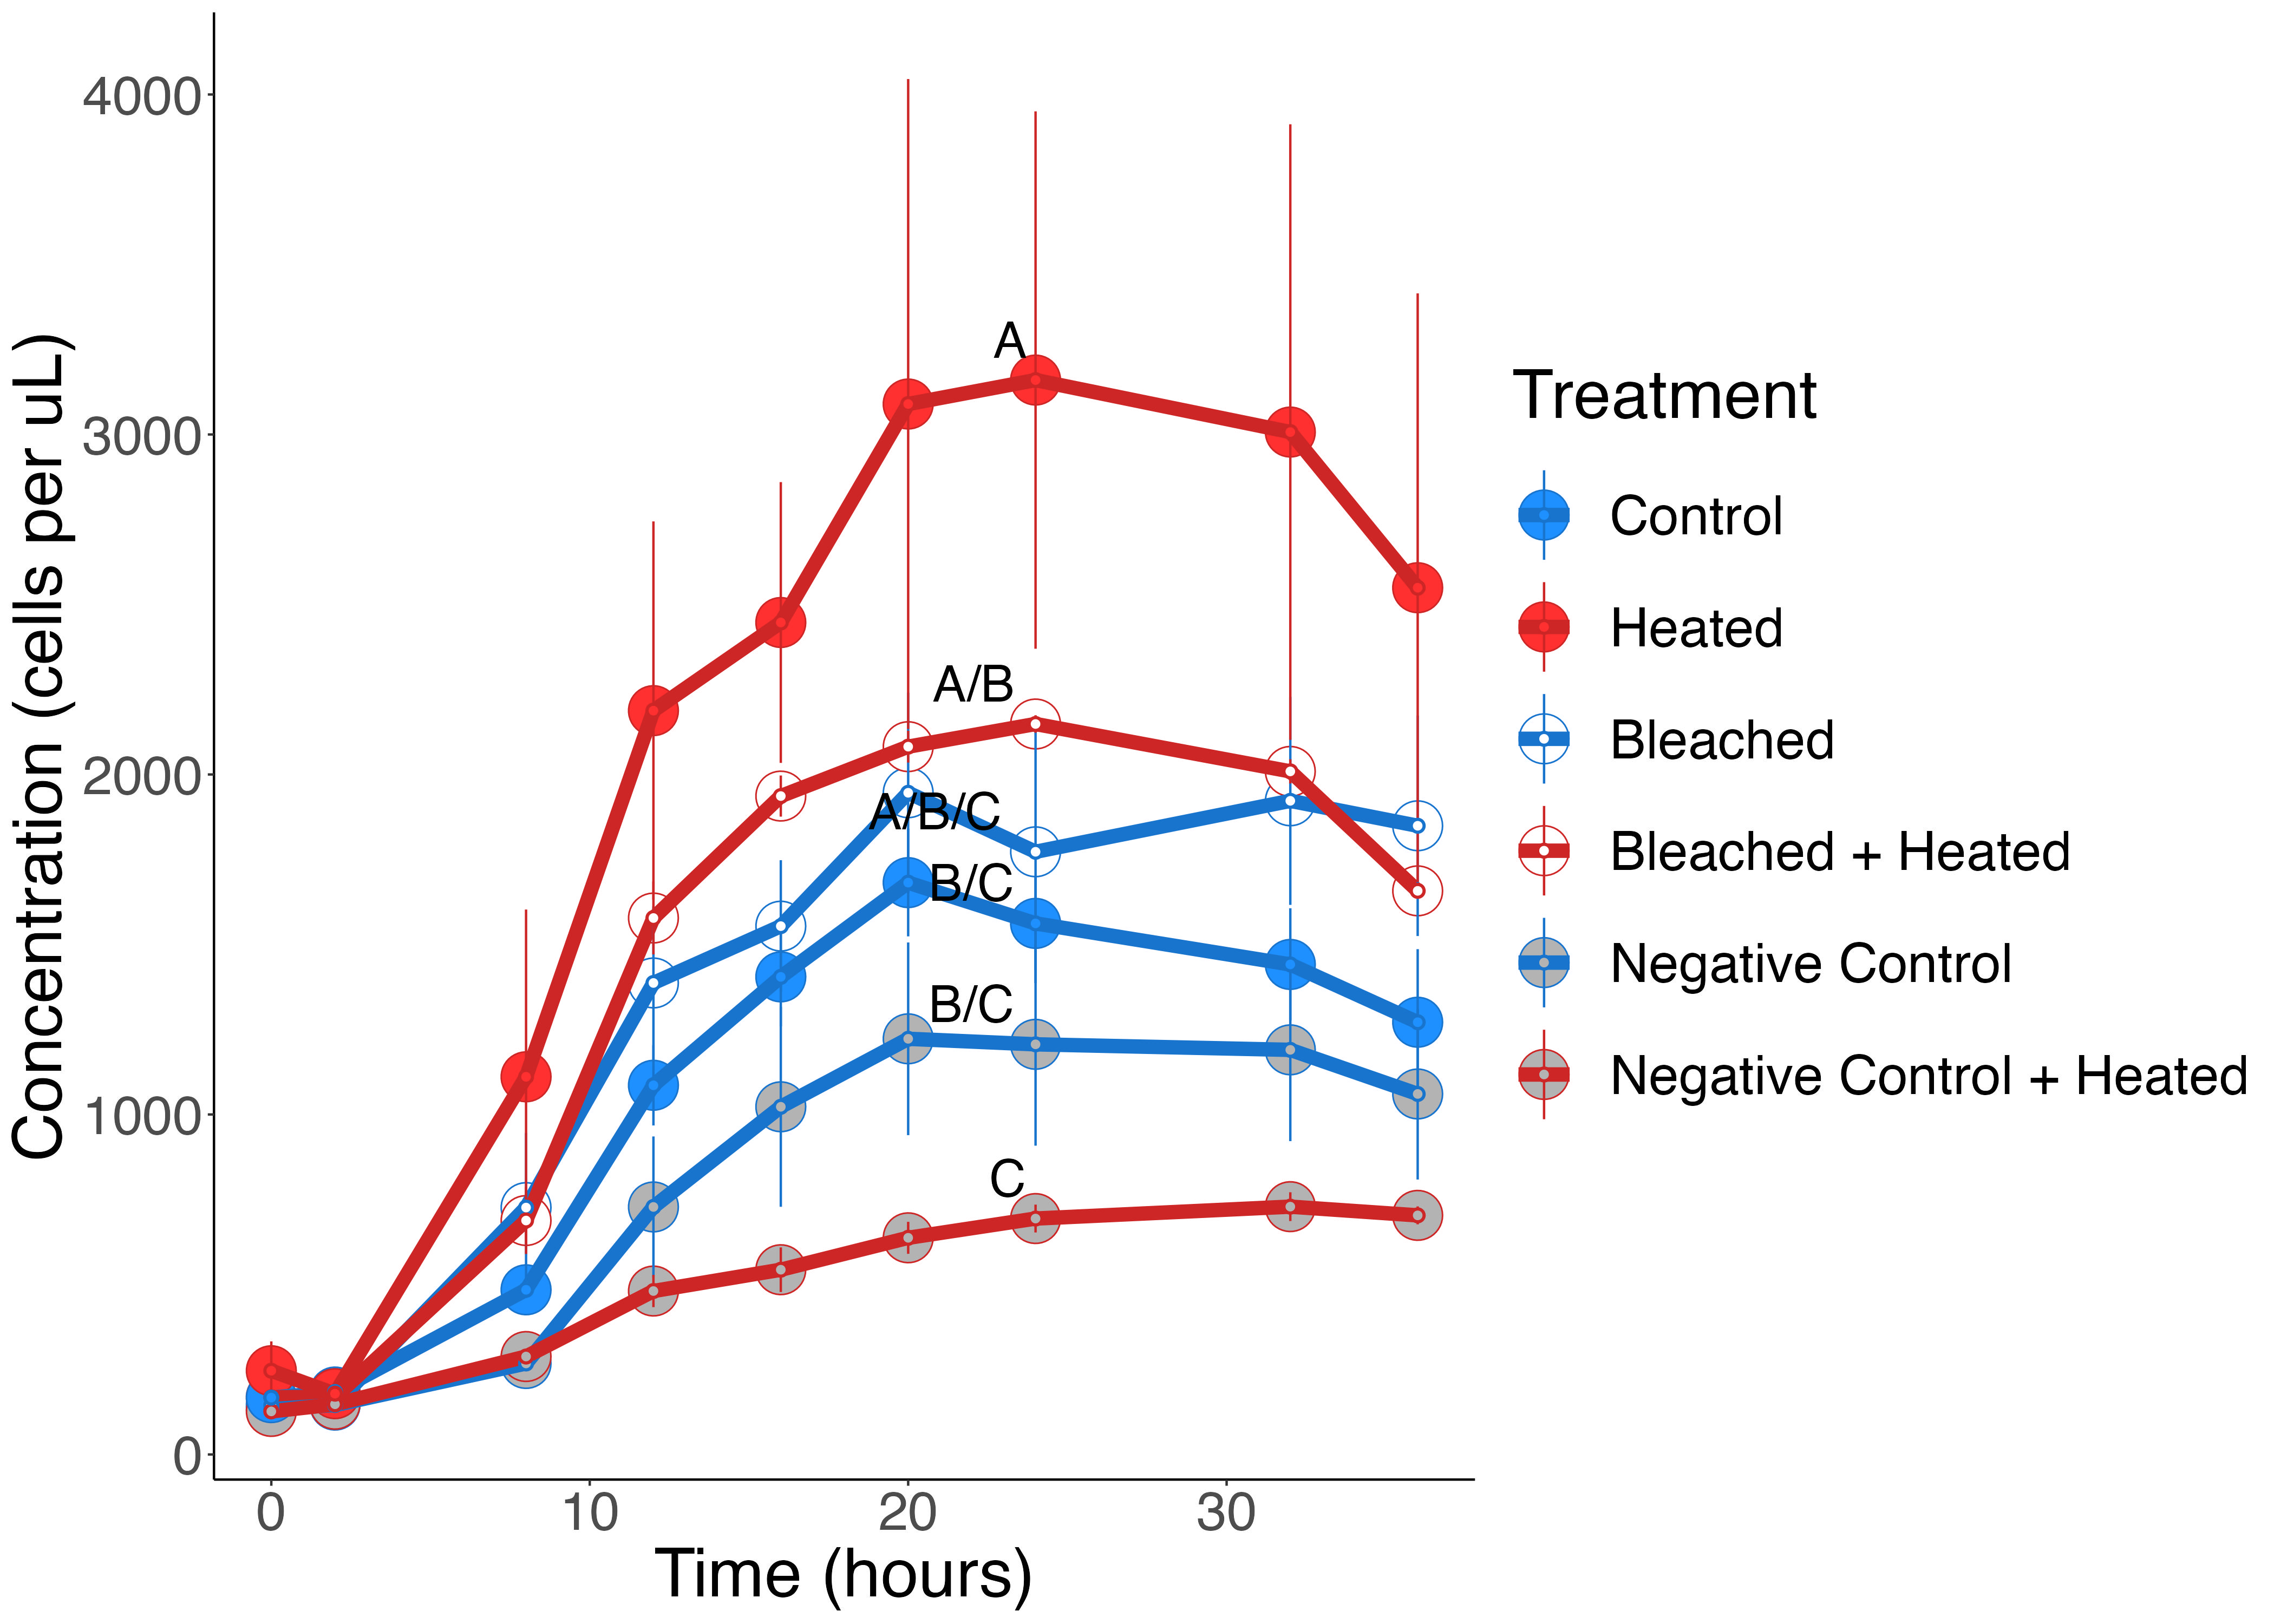 Concentration (cells per uL)
4000
3000
2000
1000
0
A
A/B
A/B/C
B/C
B/C
C
0 10 20 30
Time (hours)
Treatment
Control
Heated
Bleached
Bleached + Heated
Negative Control
Negative Control + Heated